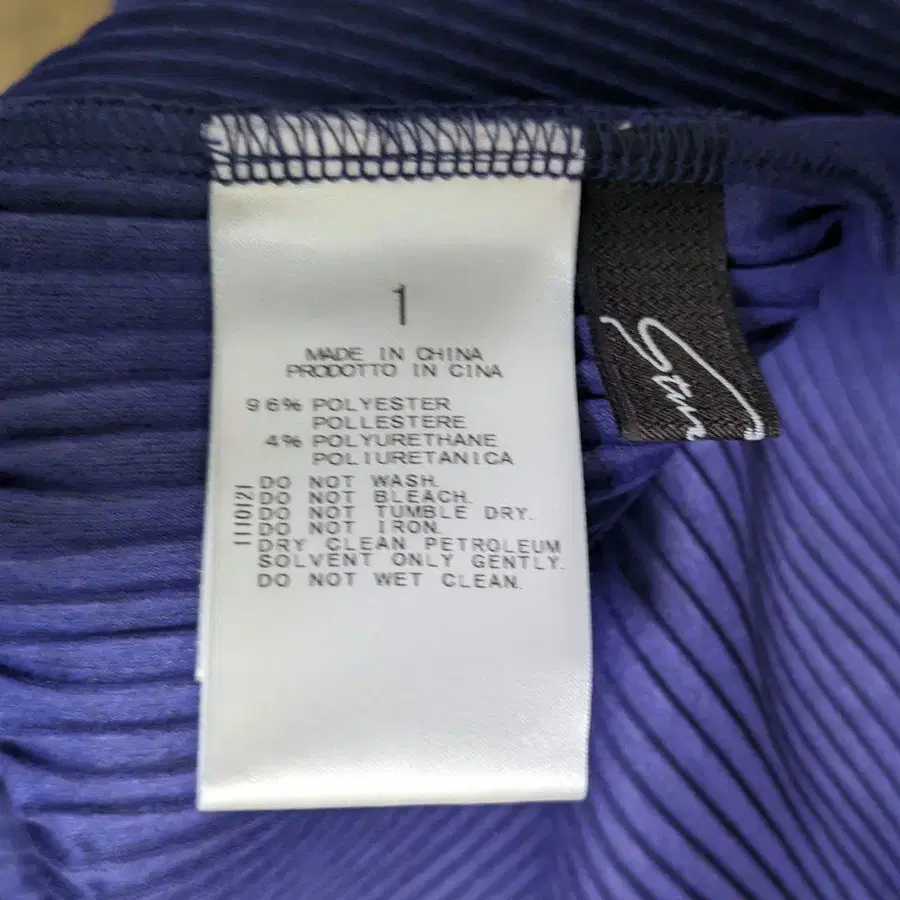 1
MADE IN CHINA
PRODOTTO IN CINA
96% POLYESTER
POLLESTERE
4% POLYURETHANE
POLIURETANICA
DO NOT WASH.
DO NOT BLEACH.
DO NOT TUMBLE DRY.
DO NOT IRON.
DRY CLEAN PETROLEUM
SOLVENT ONLY GENTLY.
DO NOT WET CLEAN.